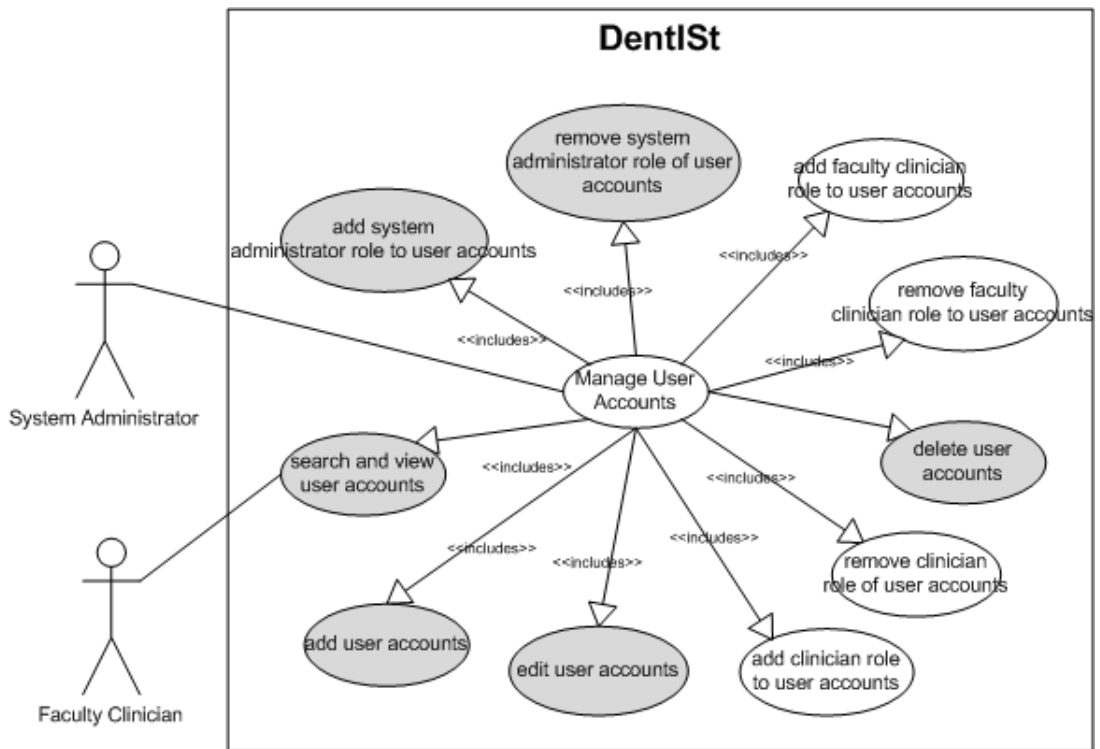 DentISt
remove system
administrator role of user
accounts
add faculty clinician
role to user accounts
add system
administrator role to user accounts
<<includes>>
<<includes>>
remove faculty
clinician role to user accounts
<<includes>>
<<includes>>
Manage User
Accounts
System Administrator
search and view
user accounts
<<includes>>
<<includes>>
delete user
accounts
<<includes>>
<<includes>>
<<includes>>
remove clinician
role of user accounts
add user accounts
edit user accounts
add clinician role
to user accounts
Faculty Clinician